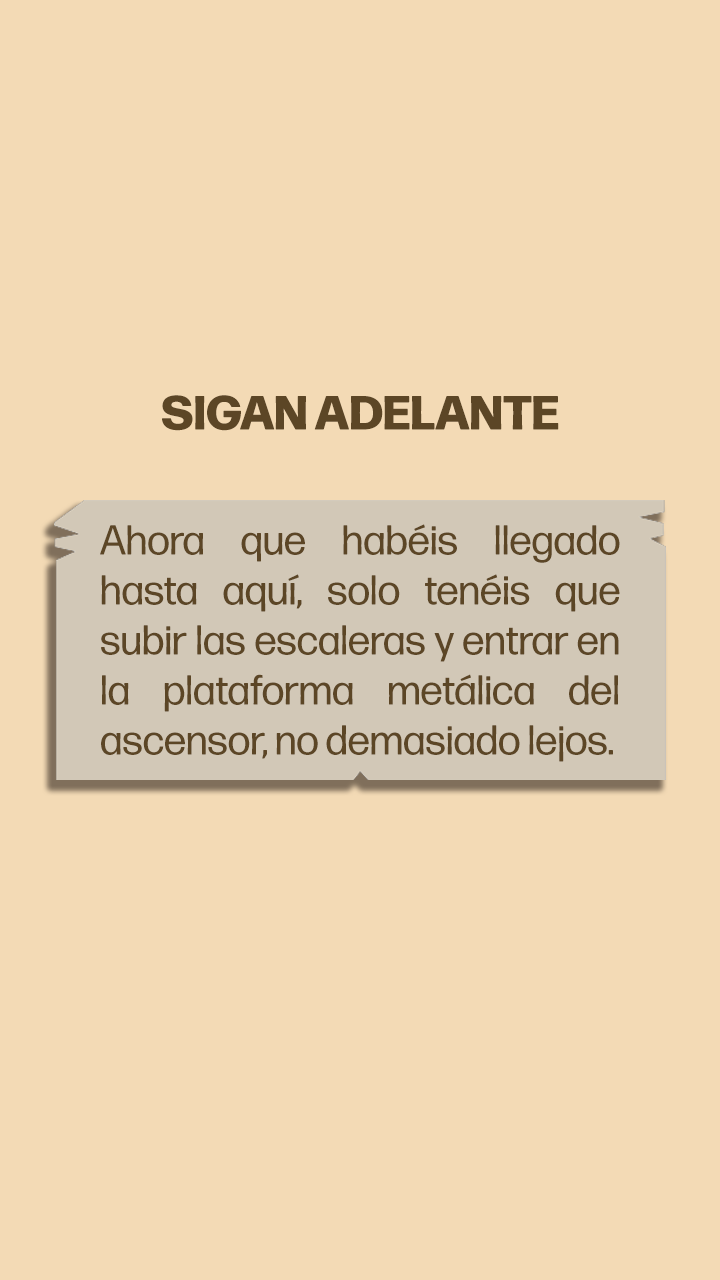 SIGAN ADELANTE
Ahora que habéis llegado
hasta aquí, solo tenéis que
subir las escaleras y entrar en
la plataforma metálica del
ascensor, no demasiado lejos.